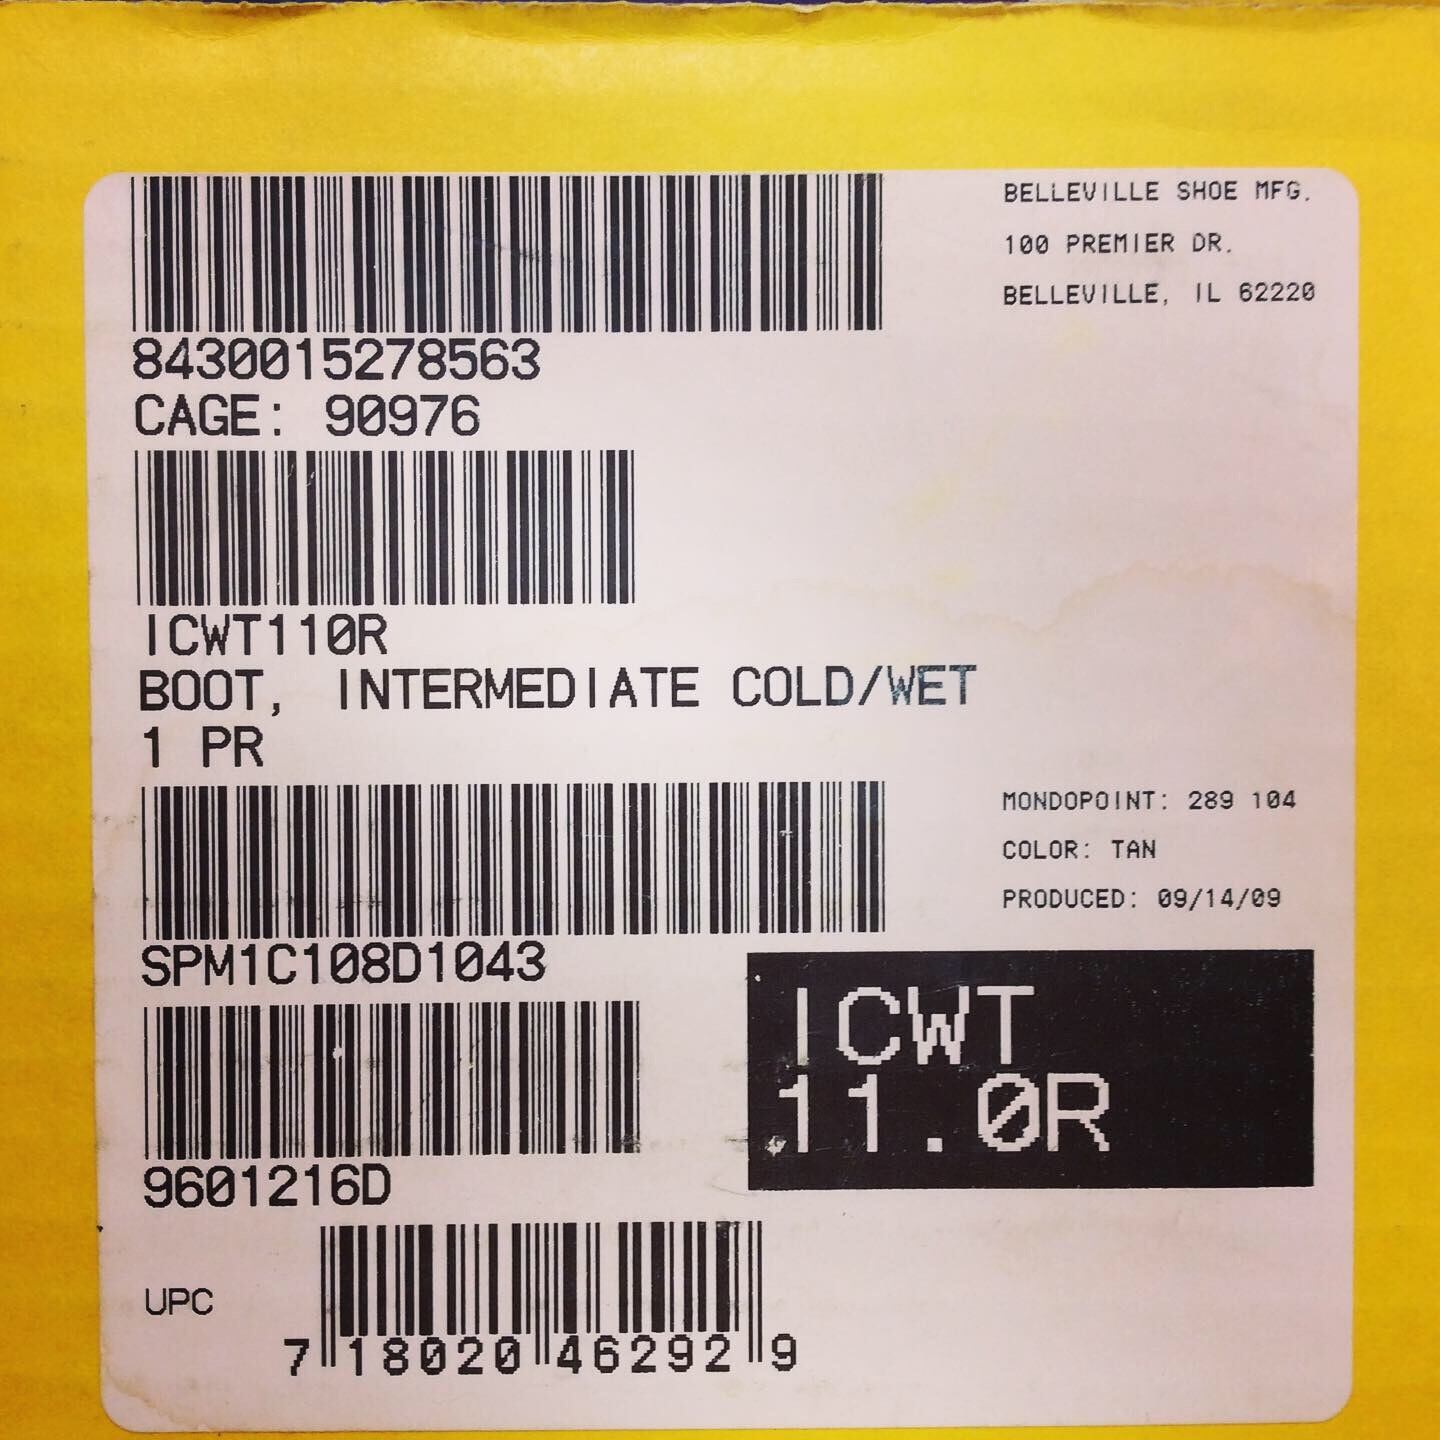 BELLEVILLE SHOE MFG.
100 PREMIER DR.
BELLEVILLE, IL 62220
8430015278563
CAGE: 90976
ICWT110R
BOOT, INTERMEDIATE COLD/WET
1 PR
MONDOPOINT: 289 104
COLOR: TAN
PRODUCED: 09/14/09
SPM1C108D1043
ICWT
11.0R
9601216D
UPC
7 18020 46292 9